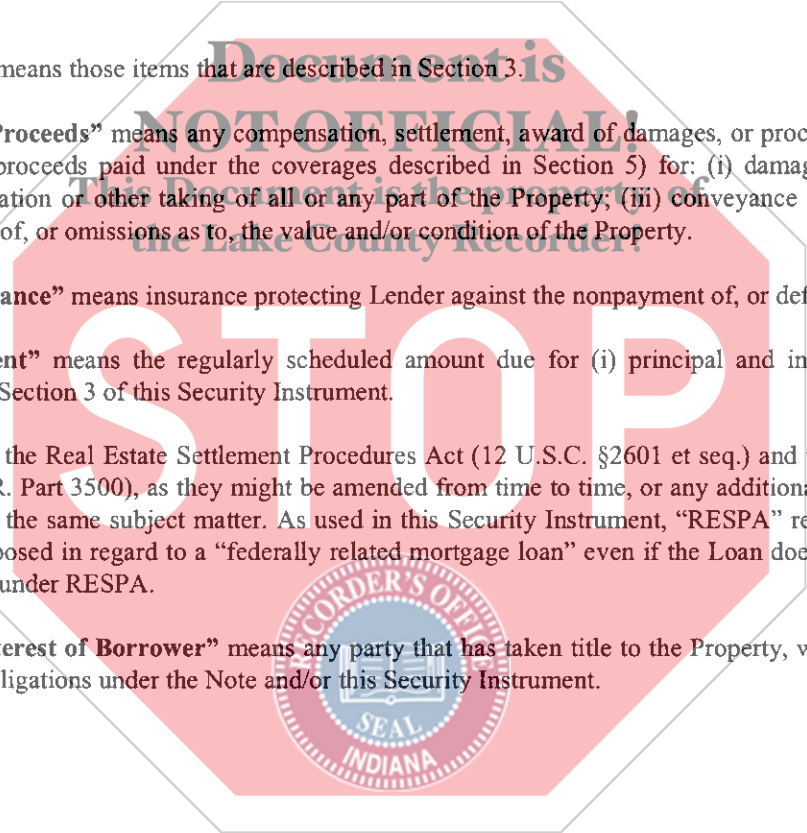 Document is
means those items that are described in Section 3.
NOT OFFICIAL!
Proceeds” means any compensation, settlement, award of damages, or proc
proceeds paid under the coverages described in Section 5) for: (i) damag
This Document is the property of
ation or other taking of all or any part of the Property; (iii) conveyance
of, or omissions as to, the value and/or condition of the Property.
the Lake County Recorder!
ance” means insurance protecting Lender against the nonpayment of, or def
STOP
ent” means the regularly scheduled amount due for (i) principal and in
Section 3 of this Security Instrument.
the Real Estate Settlement Procedures Act (12 U.S.C. §2601 et seq.) and
R. Part 3500), as they might be amended from time to time, or any additiona
the same subject matter. As used in this Security Instrument, “RESPA” re
posed in regard to a “federally related mortgage loan” even if the Loan doe
under RESPA.
RECORDER'S OFFICE
terest of Borrower” means any party that has taken title to the Property, w
ligations under the Note and/or this Security Instrument.
SEAL
INDIANA